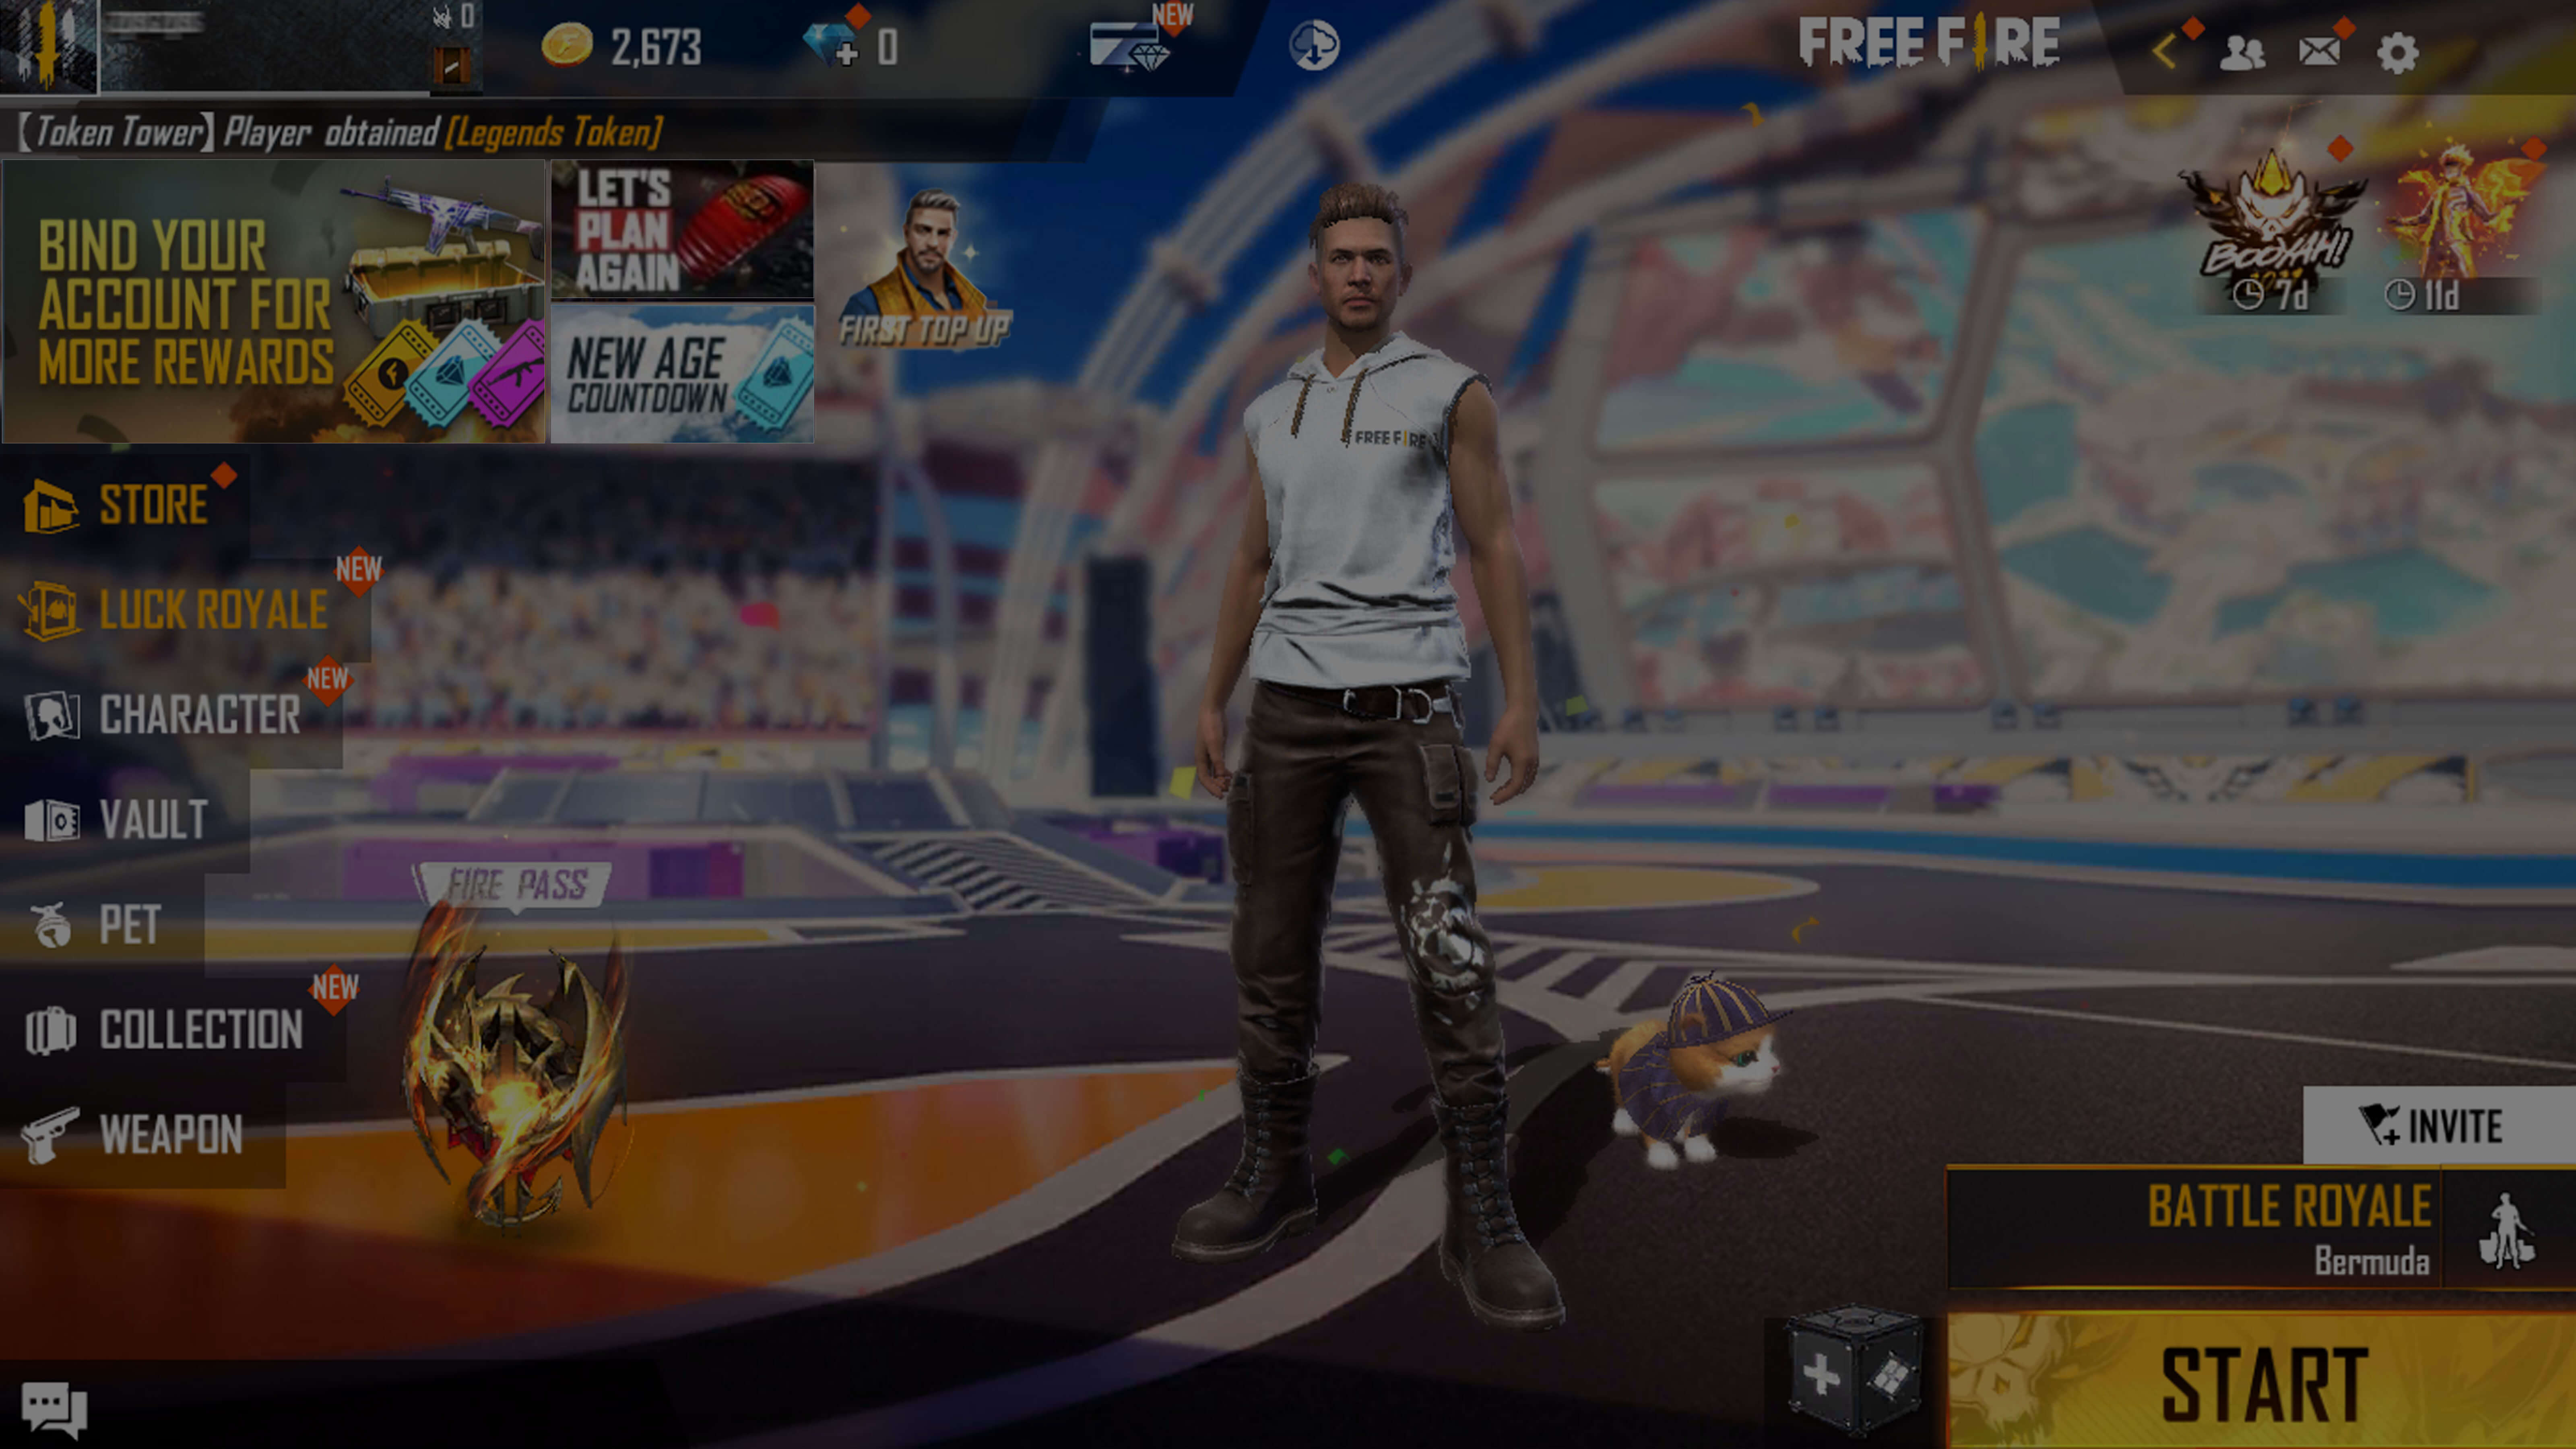 0
2,673
0
NEW
FREE FIRE
【Token Tower】Player obtained [Legends Token]
BIND YOUR
ACCOUNT FOR
MORE REWARDS
LET'S
PLAN
AGAIN
NEW AGE
COUNTDOWN
FIRST TOP UP
BOOYAH!
7d
11d
FREE FIRE
STORE
NEW
LUCK ROYALE
NEW
CHARACTER
VAULT
FIRE PASS
PET
NEW
COLLECTION
WEAPON
INVITE
BATTLE ROYALE
Bermuda
START